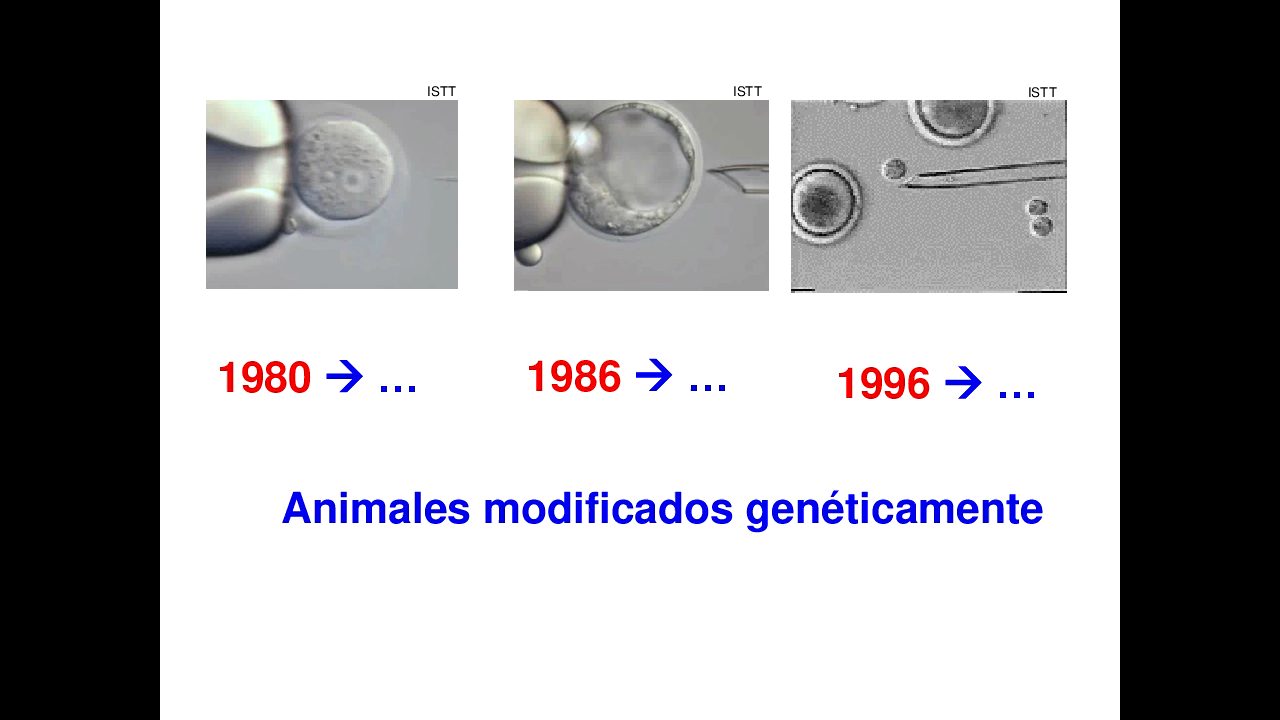 ISTT
ISTT
ISTT
1980 → ...
1986 → ...
1996 → ...
Animales modificados genéticamente